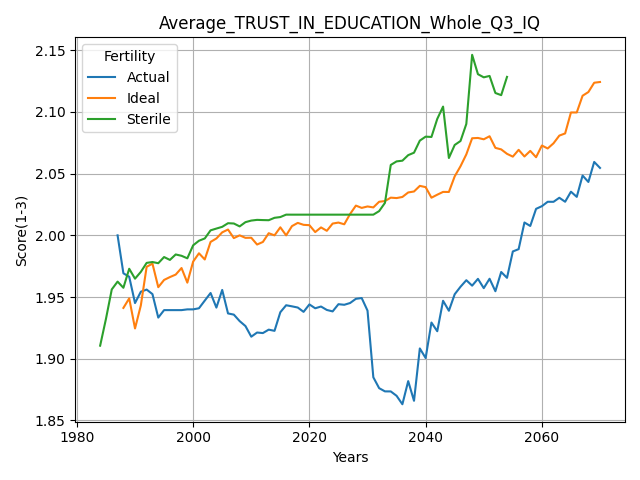 Average_TRUST_IN_EDUCATION_Whole_Q3_IQ
Fertility
Actual
Ideal
Sterile
Score(1-3)
2.15
2.10
2.05
2.00
1.95
1.90
1.85
1980
2000
2020
2040
2060
Years